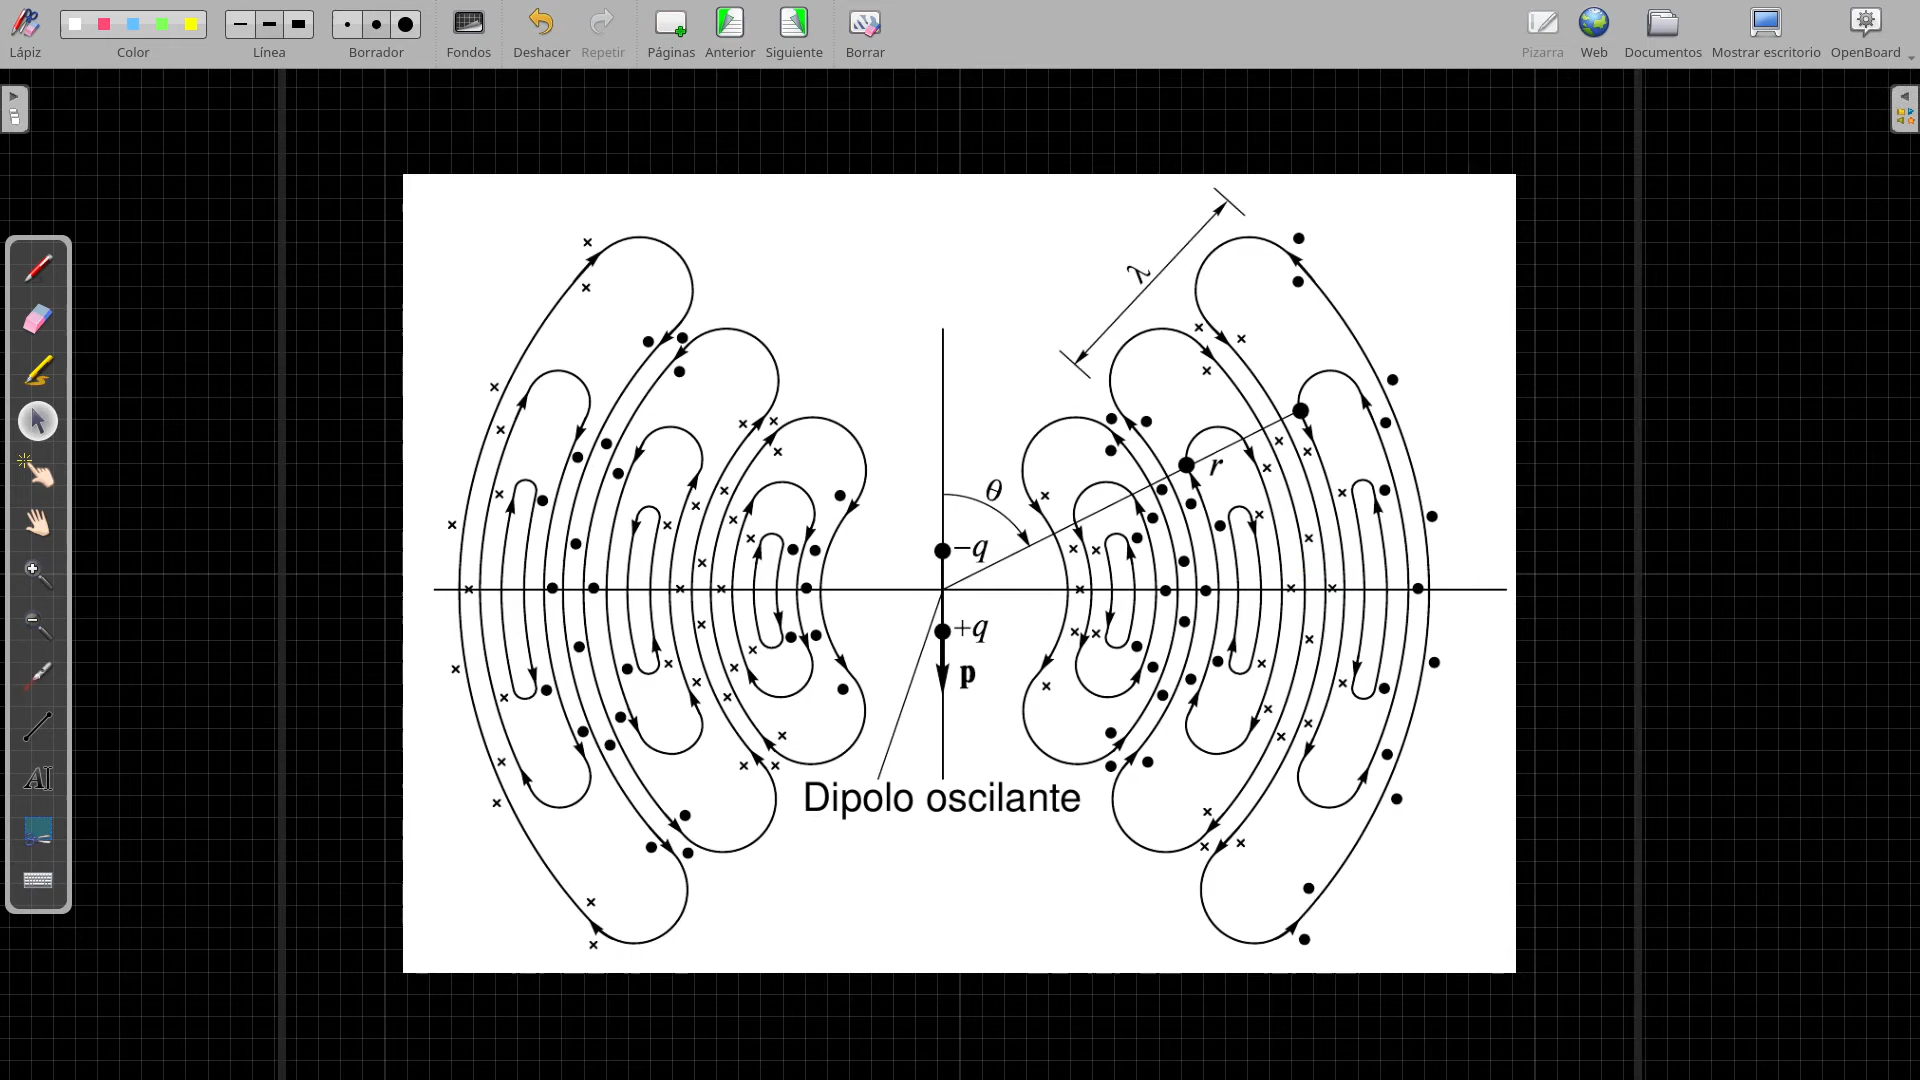 Lápiz Color Línea Borrador Fondos Deshacer Repetir Páginas Anterior Siguiente Borrar Pizarra Web Documentos Mostrar escritorio OpenBoard
λ
r
θ
−q
+q
p
Dipolo oscilante
AI